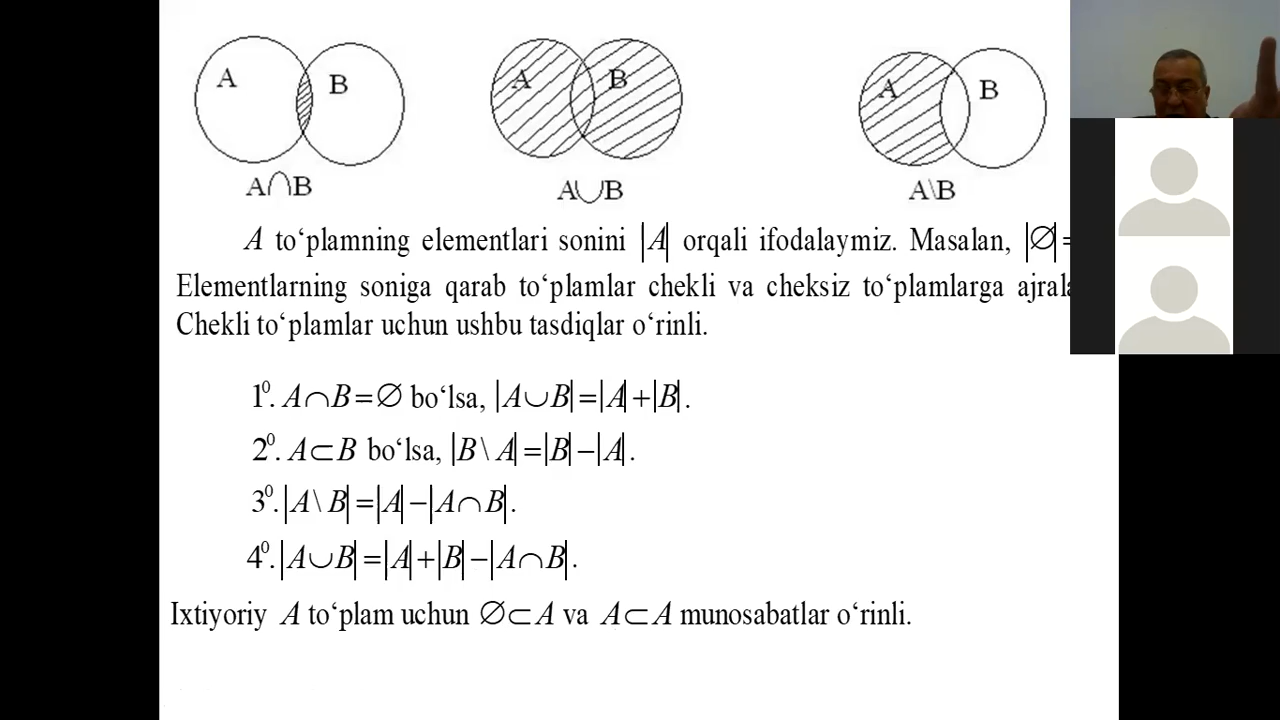 A B
A B
A B
A∩B
A∪B
A\B
A to‘plamning elementlari sonini |A| orqali ifodalaymiz. Masalan, |∅|=
Elementlarning soniga qarab to‘plamlar chekli va cheksiz to‘plamlarga ajrala
Chekli to‘plamlar uchun ushbu tasdiqlar o‘rinli.
1⁰. A∩B=∅ bo‘lsa, |A∪B|=|A|+|B|.
2⁰. A⊂B bo‘lsa, |B\A|=|B|−|A|.
3⁰. |A\B|=|A|−|A∩B|.
4⁰. |A∪B|=|A|+|B|−|A∩B|.
Ixtiyoriy A to‘plam uchun ∅⊂A va A⊂A munosabatlar o‘rinli.